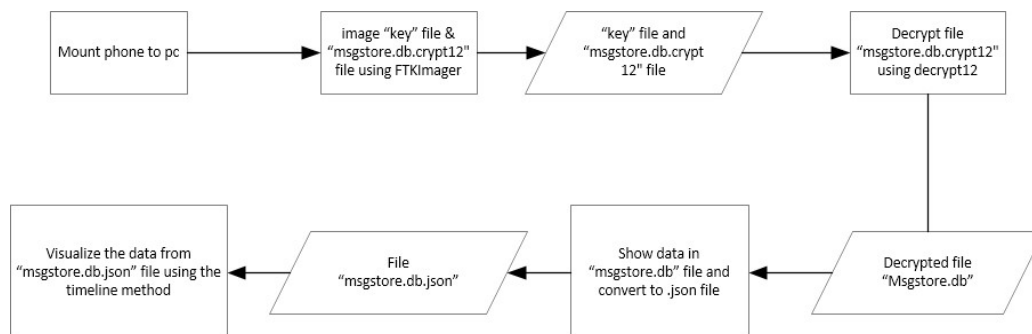 Mount phone to pc
image “key” file &
“msgstore.db.crypt12"
file using FTKImager
“key” file and
“msgstore.db.crypt
12" file
Decrypt file
“msgstore.db.crypt12"
using decrypt12
Visualize the data from
“msgstore.db.json” file using the
timeline method
File
“msgstore.db.json”
Show data in
“msgstore.db” file and
convert to .json file
Decrypted file
“Msgstore.db”